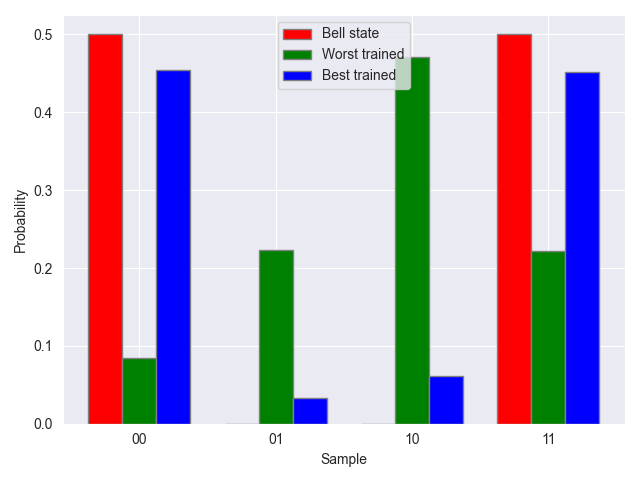 Bell state
Worst trained
Best trained
0.5
0.4
0.3
0.2
0.1
0.0
Probability
00 01 10 11
Sample